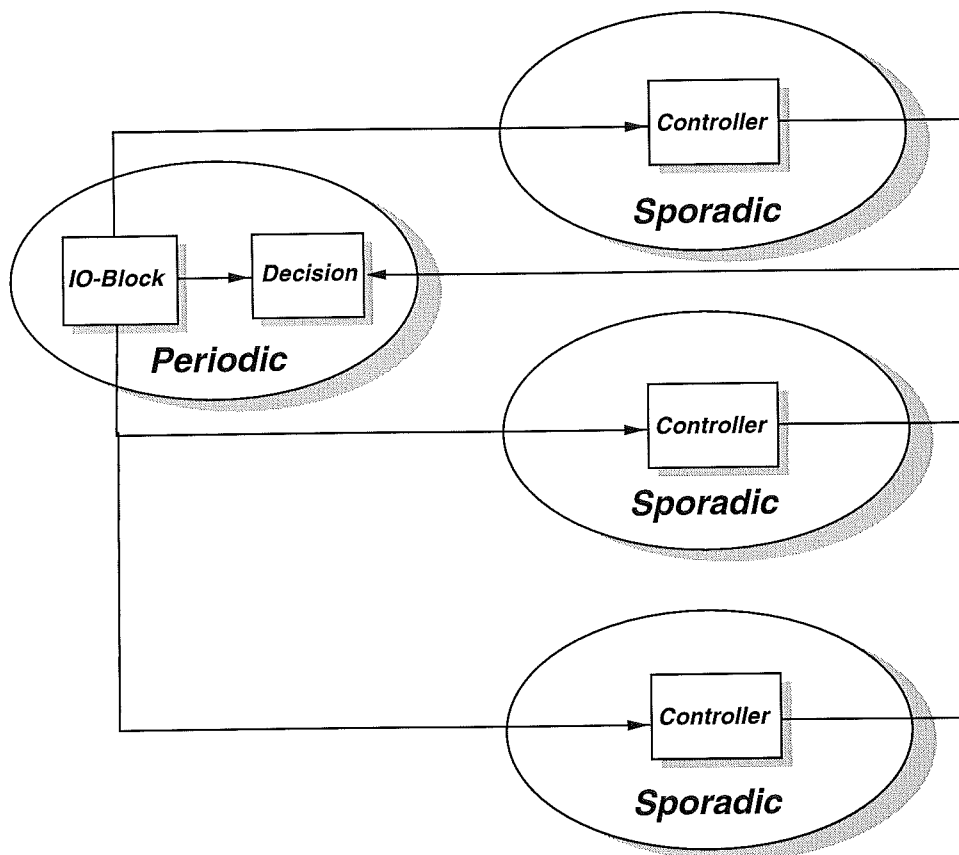 Controller
Sporadic
IO-Block
Decision
Periodic
Controller
Sporadic
Controller
Sporadic